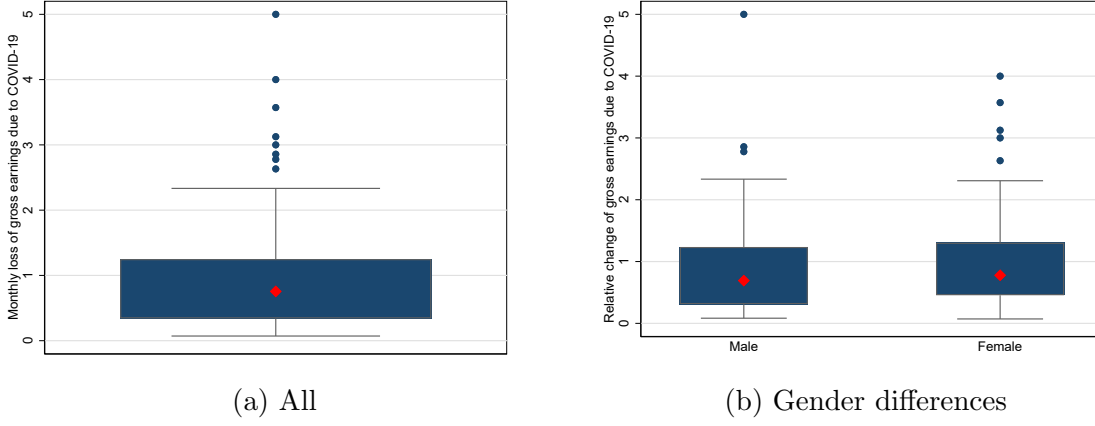 Monthly loss of gross earnings due to COVID-19
5
4
3
2
1
0
(a) All
Relative change of gross earnings due to COVID-19
5
4
3
2
1
0
Male
Female
(b) Gender differences